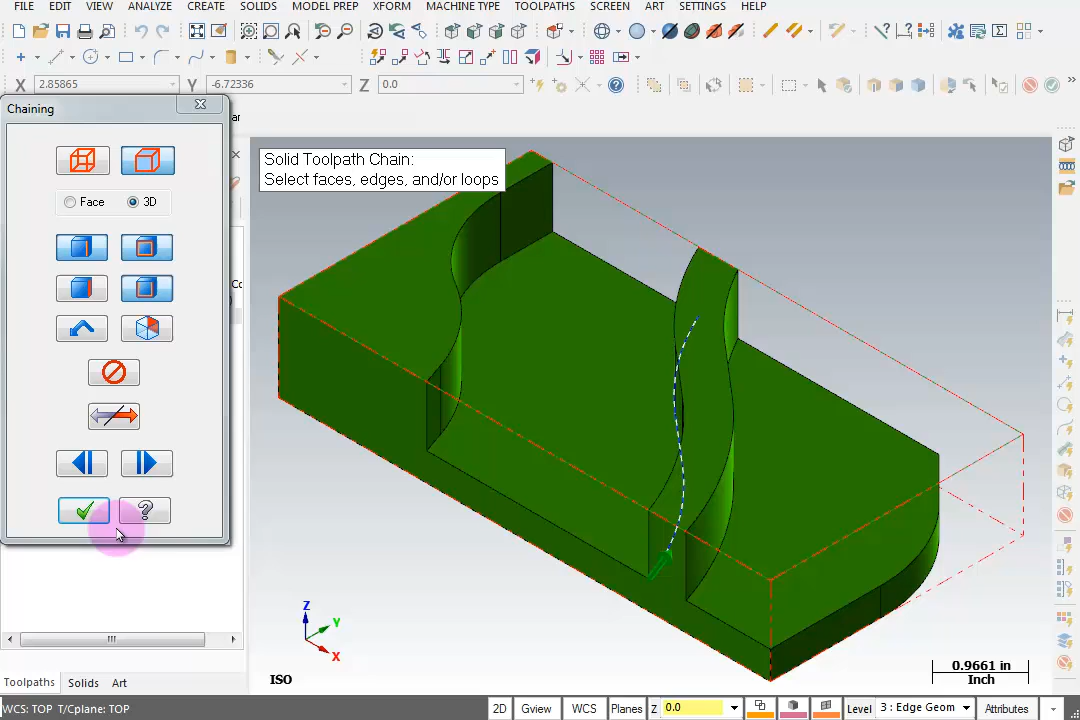 FILE EDIT VIEW ANALYZE CREATE SOLIDS MODEL PREP XFORM MACHINE TYPE TOOLPATHS SCREEN ART SETTINGS HELP
X 2.85865 Y -6.72336 Z 0.0
Chaining
Solid Toolpath Chain:
Select faces, edges, and/or loops
Face 3D
Z
Y
X
ISO
0.9661 in
Inch
Toolpaths Solids Art
WCS: TOP T/Cplane: TOP 2D Gview WCS Planes Z 0.0 Level 3 : Edge Geom Attributes